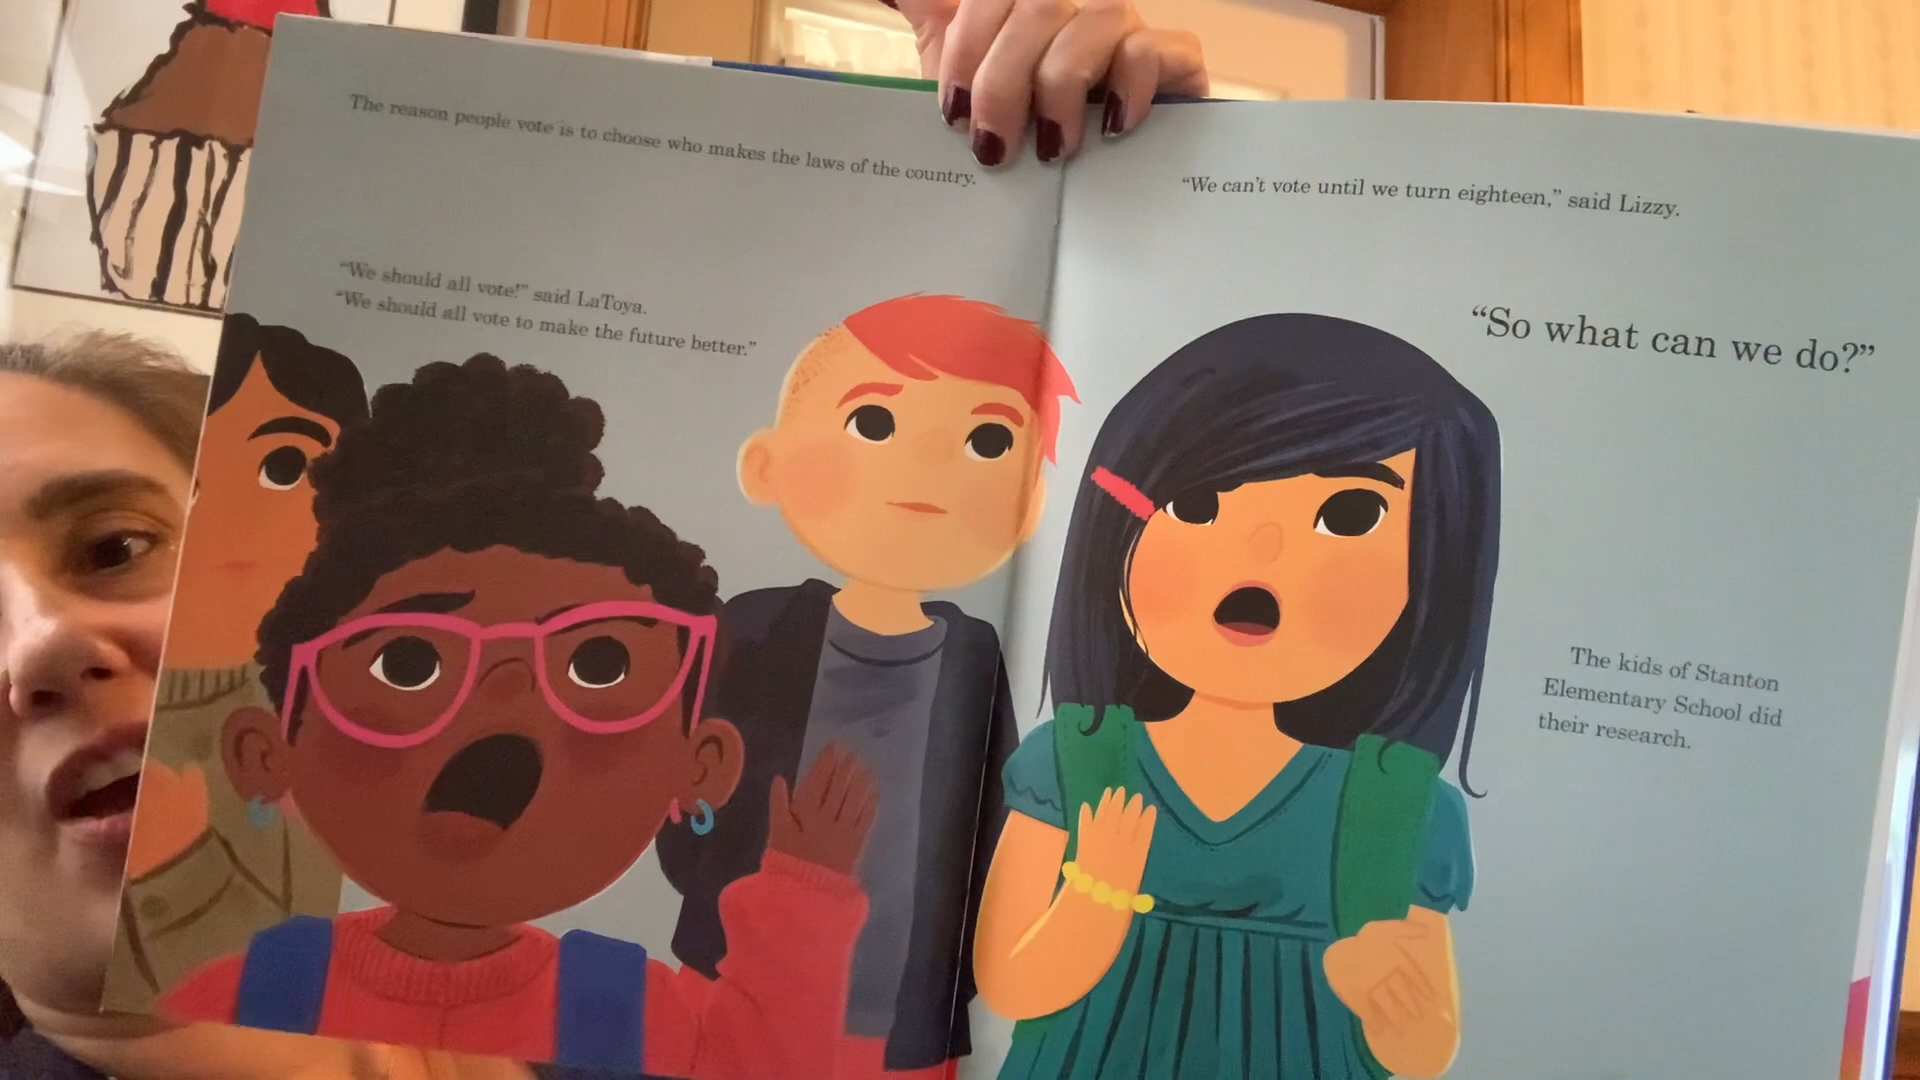 The reason people vote is to choose who makes the laws of the country.
“We should all vote!” said LaToya.
“We should all vote to make the future better.”
“We can’t vote until we turn eighteen,” said Lizzy.
“So what can we do?”
The kids of Stanton
Elementary School did
their research.